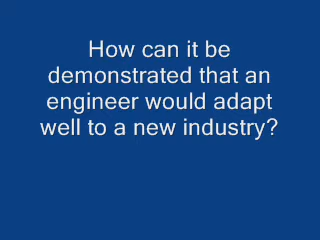 How can it be
demonstrated that an
engineer would adapt
well to a new industry?